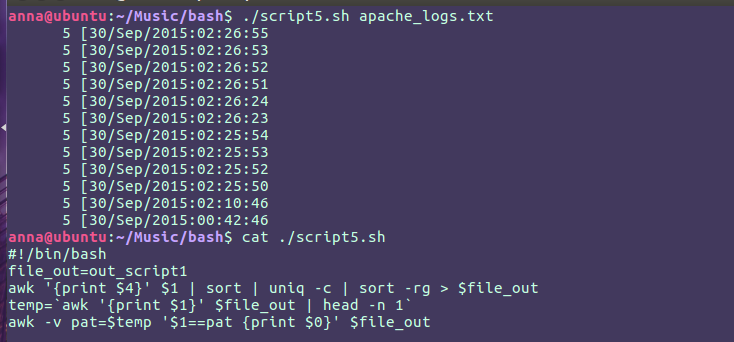 anna@ubuntu:~/Music/bash$ ./script5.sh apache_logs.txt
      5 [30/Sep/2015:02:26:55
      5 [30/Sep/2015:02:26:53
      5 [30/Sep/2015:02:26:52
      5 [30/Sep/2015:02:26:51
      5 [30/Sep/2015:02:26:24
      5 [30/Sep/2015:02:26:23
      5 [30/Sep/2015:02:25:54
      5 [30/Sep/2015:02:25:53
      5 [30/Sep/2015:02:25:52
      5 [30/Sep/2015:02:25:50
      5 [30/Sep/2015:02:10:46
      5 [30/Sep/2015:00:42:46
anna@ubuntu:~/Music/bash$ cat ./script5.sh
#!/bin/bash
file_out=out_script1
awk '{print $4}' $1 | sort | uniq -c | sort -rg > $file_out
temp=`awk '{print $1}' $file_out | head -n 1`
awk -v pat=$temp '$1==pat {print $0}' $file_out